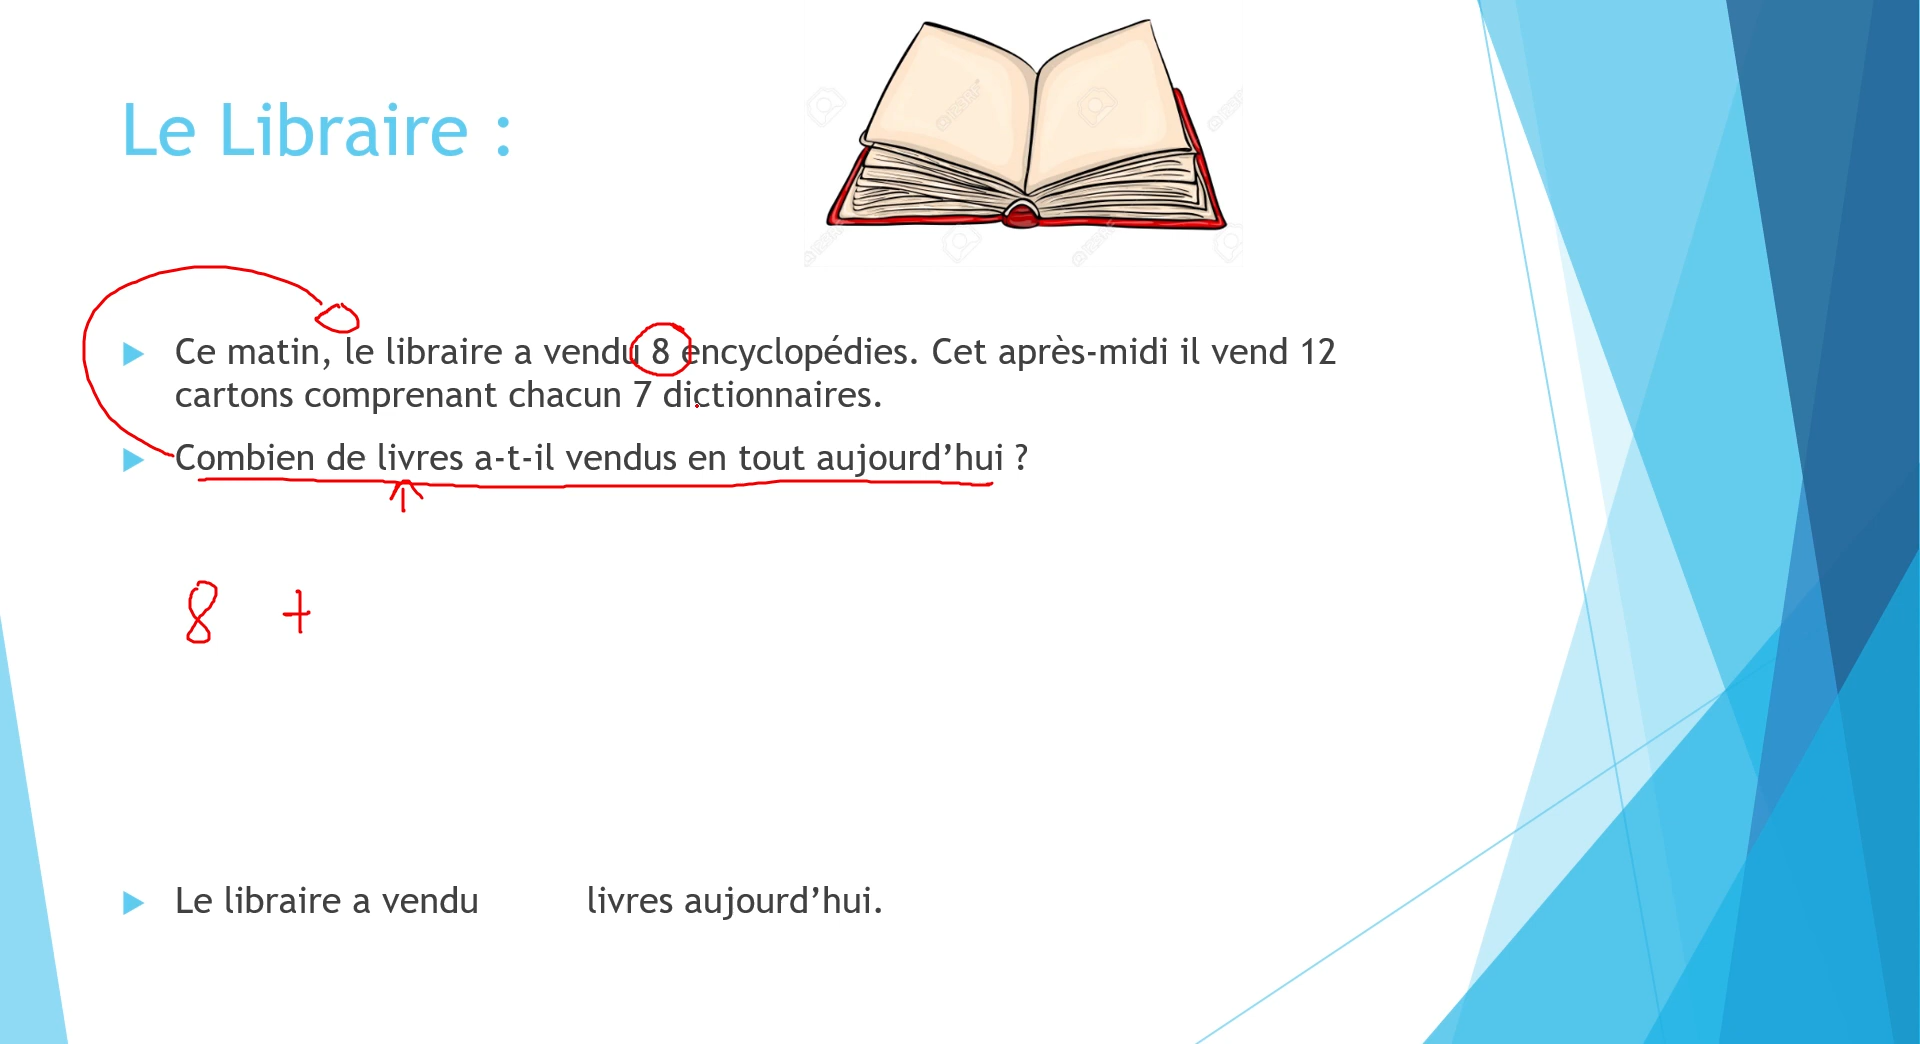 Le Libraire :
Ce matin, le libraire a vendu 8 encyclopédies. Cet après-midi il vend 12
cartons comprenant chacun 7 dictionnaires.
Combien de livres a-t-il vendus en tout aujourd’hui ?
8 +
Le libraire a vendu livres aujourd’hui.